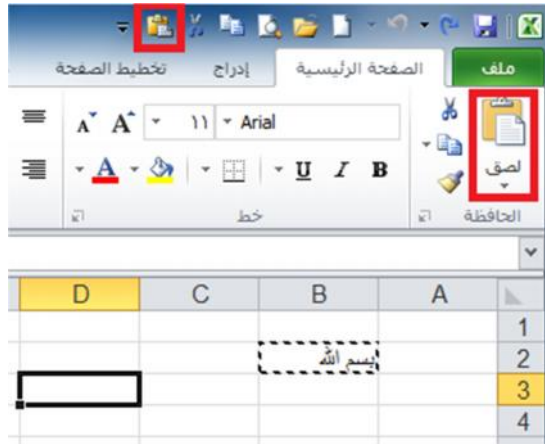 ملف الصفحة الرئيسية إدراج تخطيط الصفحة
Arial ١١ A A
لصق
B I U A
الحافظة خط
A B C D
1
2 بسم الله
3
4